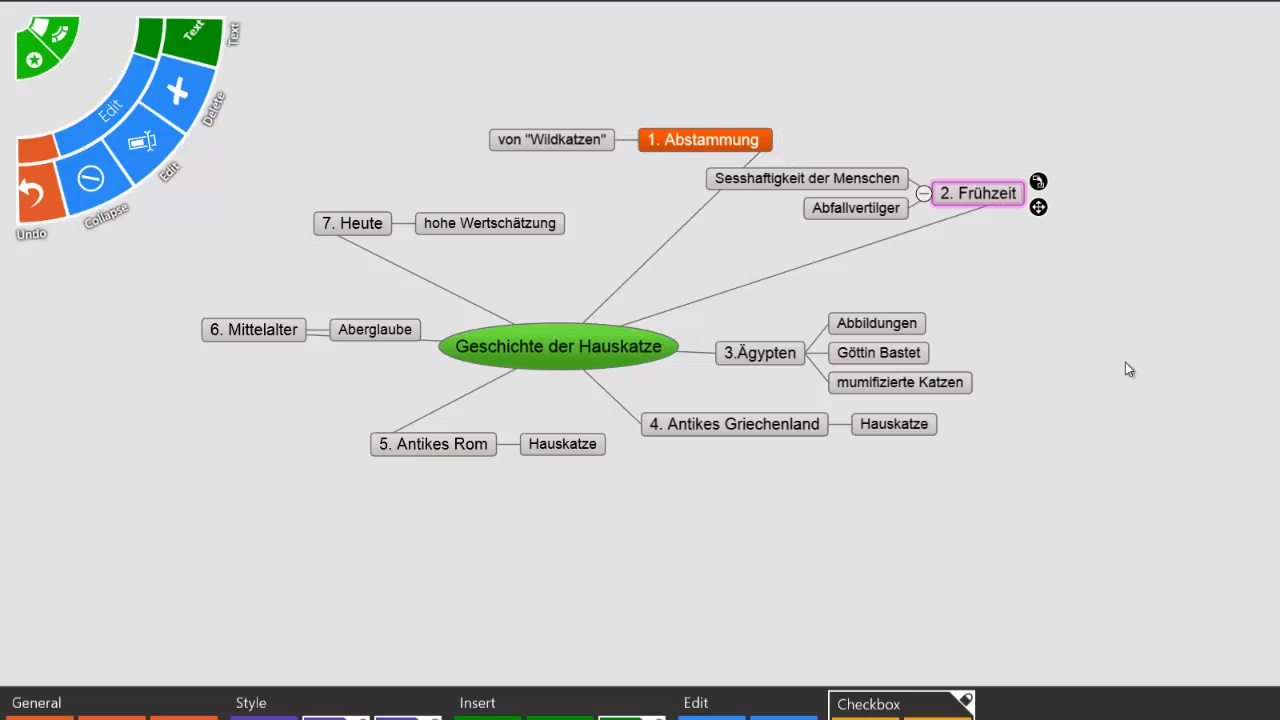 Text
Text
Edit
Delete
Edit
Collapse
Undo
von "Wildkatzen"
1. Abstammung
Sesshaftigkeit der Menschen
2. Frühzeit
Abfallvertilger
7. Heute
hohe Wertschätzung
6. Mittelalter
Aberglaube
Geschichte der Hauskatze
Abbildungen
3.Ägypten
Göttin Bastet
mumifizierte Katzen
4. Antikes Griechenland
Hauskatze
5. Antikes Rom
Hauskatze
General
Style
Insert
Edit
Checkbox